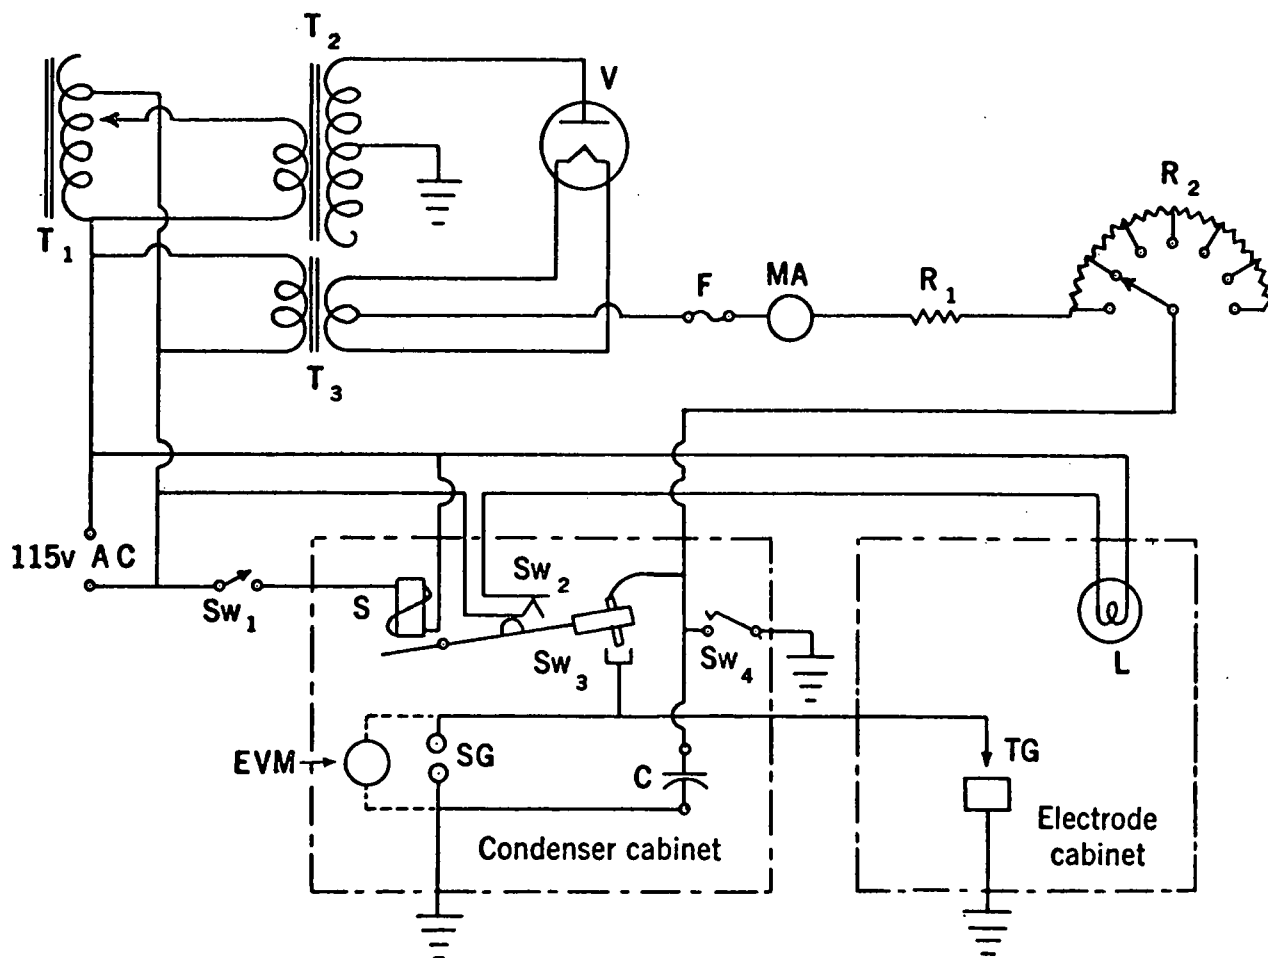 T2
V
T1
R2
F
MA
R1
T3
115v AC
Sw1
S
Sw2
Sw3
Sw4
L
EVM
SG
C
TG
Condenser cabinet
Electrode
cabinet